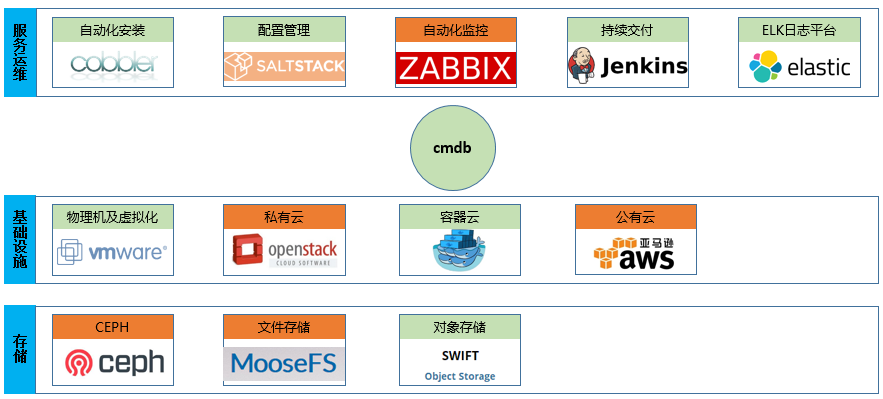 服务运维
自动化安装
cobbler
配置管理
SALTSTACK
自动化监控
ZABBIX
持续交付
Jenkins
ELK日志平台
elastic
cmdb
基础设施
物理机及虚拟化
vmware®
私有云
openstack
CLOUD SOFTWARE
容器云
公有云
亚马逊
aws
存储
CEPH
ceph
文件存储
MooseFS
对象存储
SWIFT
Object Storage